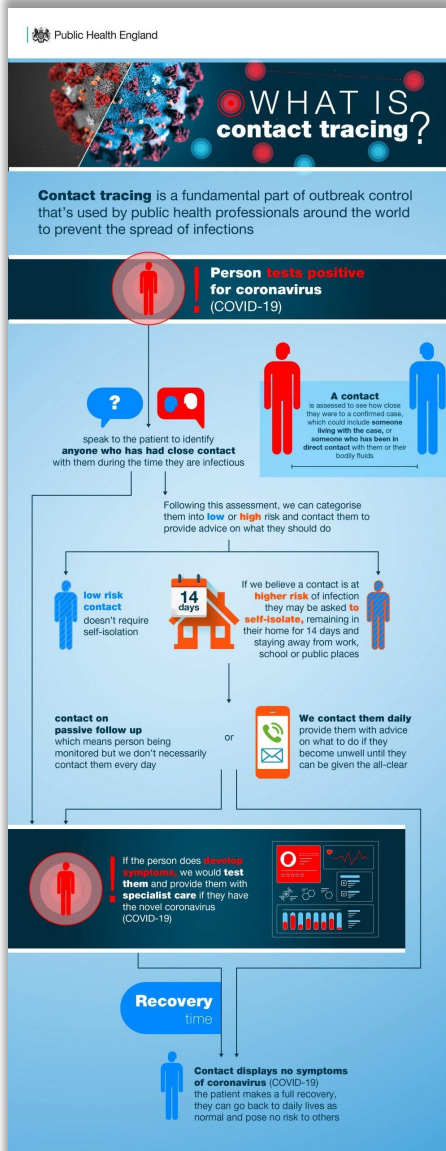 Public Health England
WHAT IS
contact tracing?
Contact tracing is a fundamental part of outbreak control
that's used by public health professionals around the world
to prevent the spread of infections
Person tests positive
for coronavirus
(COVID-19)
?
speak to the patient to identify
anyone who has had close contact
with them during the time they are infectious
A contact
is assessed to see how close
they were to a confirmed case,
which could include someone
living with the case, or
someone who has been in
direct contact with them or their
bodily fluids
Following this assessment, we can categorise
them into low or high risk and contact them to
provide advice on what they should do
low risk
contact
doesn't require
self-isolation
14
days
If we believe a contact is at
higher risk of infection
they may be asked to
self-isolate, remaining in
their home for 14 days and
staying away from work,
school or public places
contact on
passive follow up
which means person being
monitored but we don't necessarily
contact them every day
or
We contact them daily
provide them with advice
on what to do if they
become unwell until they
can be given the all-clear
If the person does develop
symptoms, we would test
them and provide them with
specialist care if they have
the novel coronavirus
(COVID-19)
Recovery
time
Contact displays no symptoms
of coronavirus (COVID-19)
the patient makes a full recovery,
they can go back to daily lives as
normal and pose no risk to others